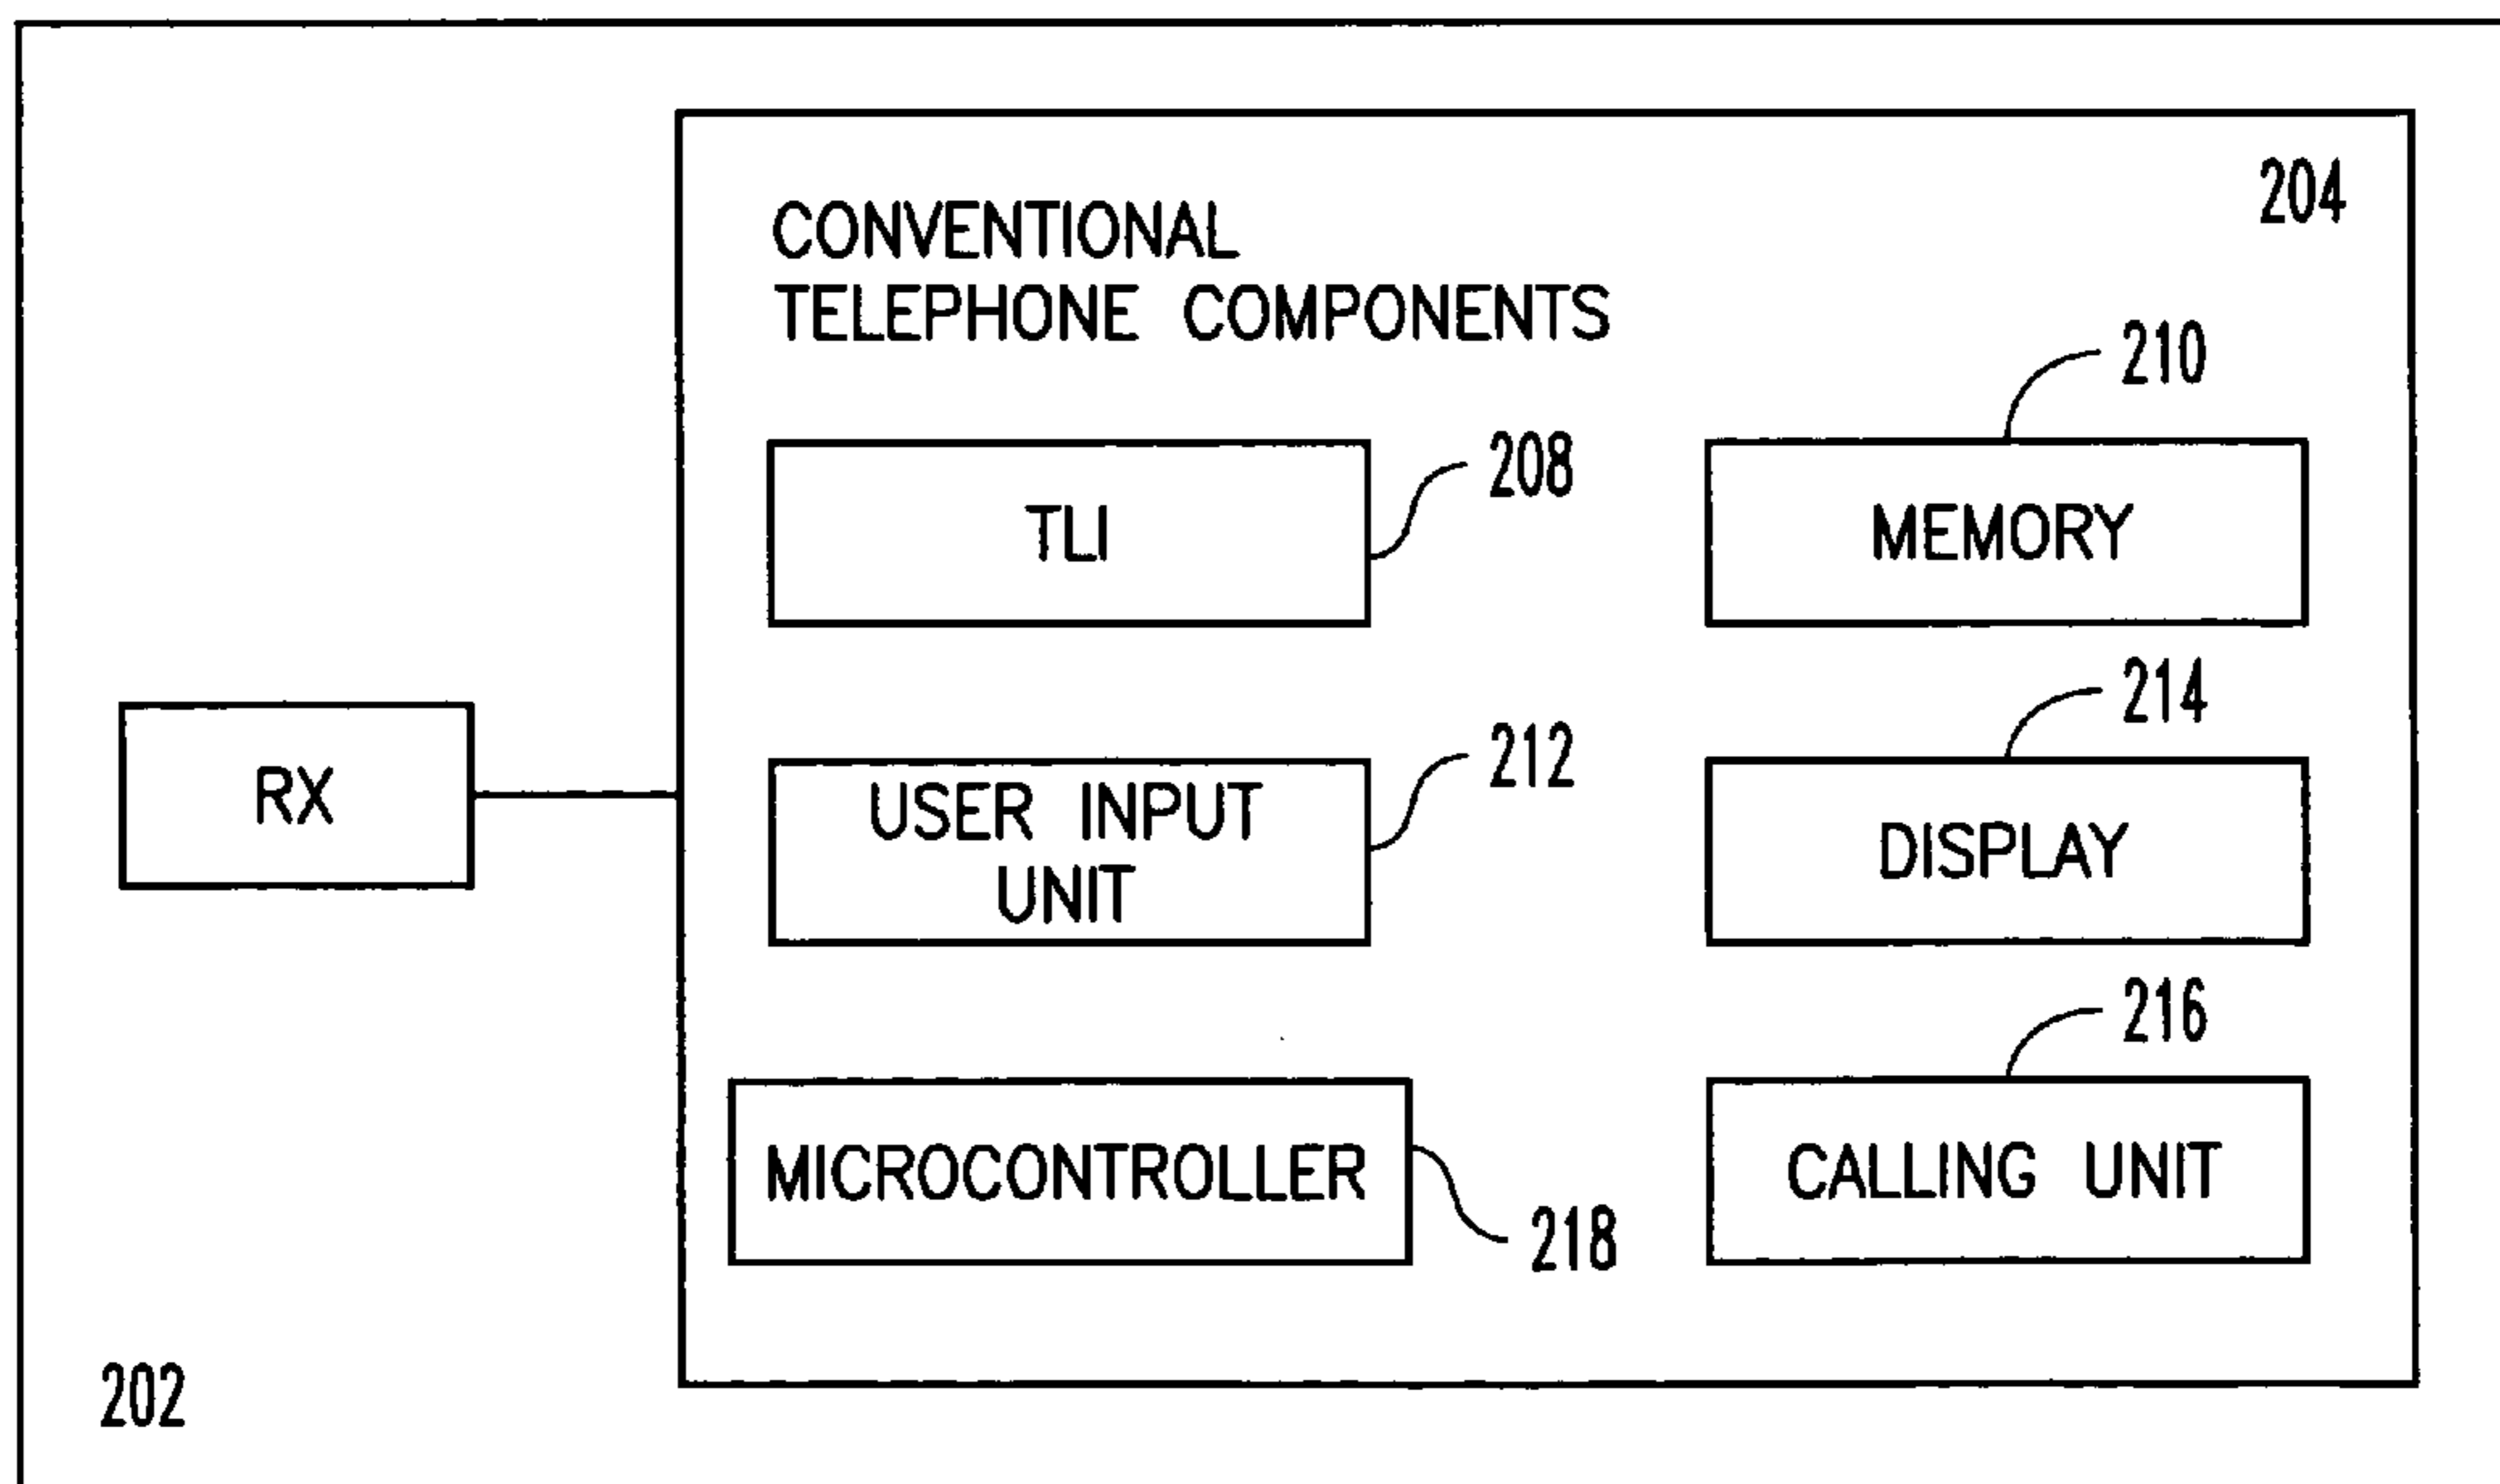 204
CONVENTIONAL
TELEPHONE COMPONENTS
210
208
TLI
MEMORY
214
212
RX
USER INPUT
UNIT
DISPLAY
216
MICROCONTROLLER
CALLING UNIT
218
202